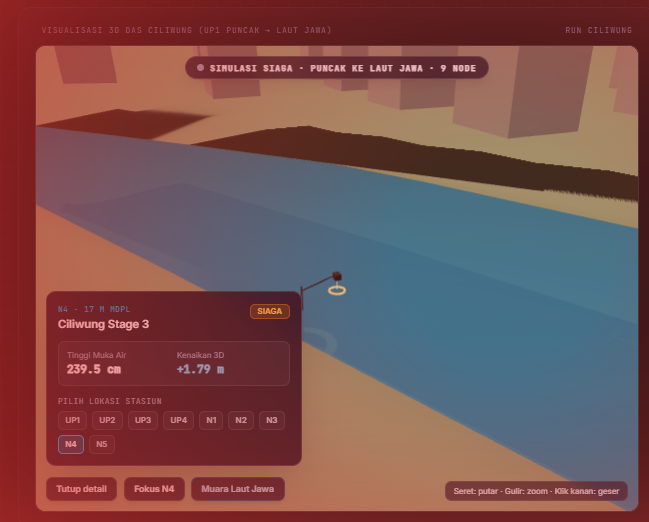 VISUALISASI 3D DAS CILIWUNG (UP1 PUNCAK → LAUT JAWA)
RUN CILIWUNG
SIMULASI SIAGA · PUNCAK KE LAUT JAWA · 9 NODE
N4 · 17 M MDPL
SIAGA
Ciliwung Stage 3
Tinggi Muka Air
Kenaikan 3D
239.5 cm
+1.79 m
PILIH LOKASI STASIUN
UP1 UP2 UP3 UP4 N1 N2 N3
N4 N5
Tutup detail
Fokus N4
Muara Laut Jawa
Seret: putar · Gulir: zoom · Klik kanan: geser